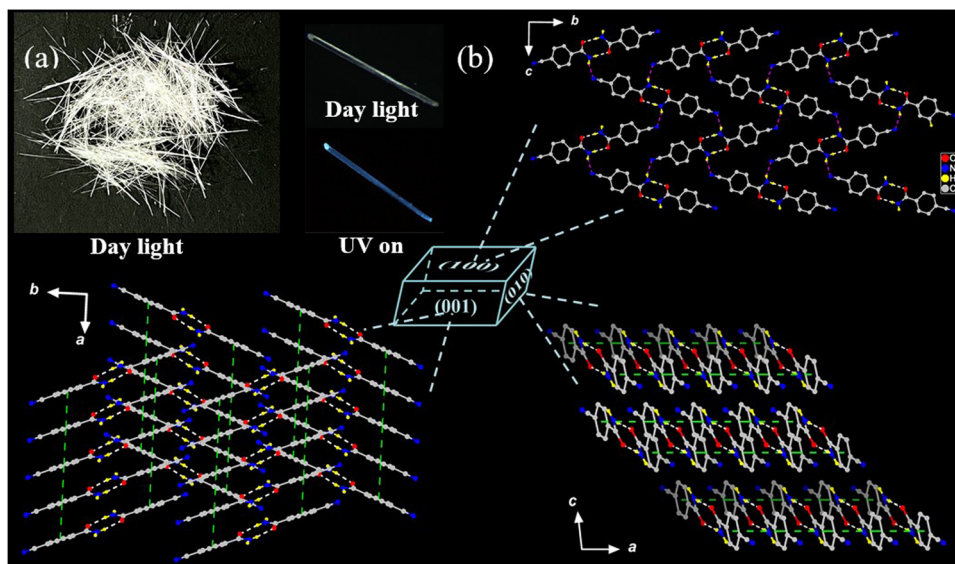 (a)
Day light
Day light
UV on
(b)
b
c
O
N
H
C
(100)
(010)
(001)
b
a
c
a